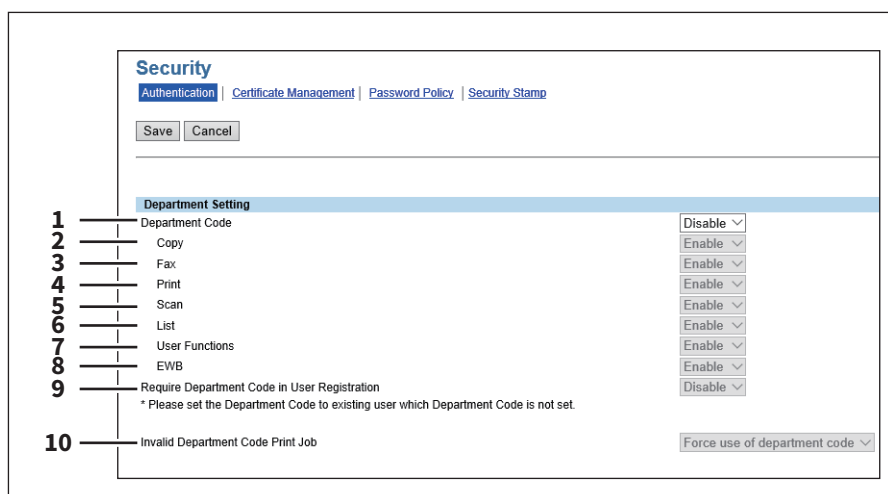 Security
Authentication | Certificate Management | Password Policy | Security Stamp
Save Cancel
Department Setting
1 Department Code Disable
2 Copy Enable
3 Fax Enable
4 Print Enable
5 Scan Enable
6 List Enable
7 User Functions Enable
8 EWB Enable
9 Require Department Code in User Registration Disable
* Please set the Department Code to existing user which Department Code is not set.
10 Invalid Department Code Print Job Force use of department code